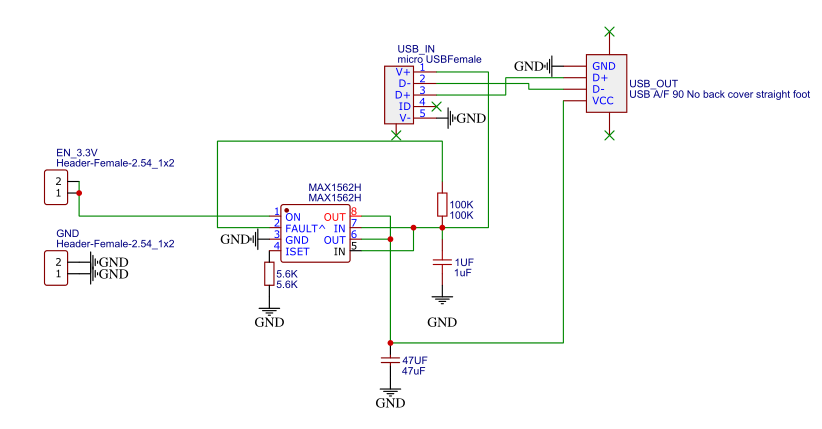 USB_IN
micro USBFemale
V+ 1
D- 2
D+ 3
ID 4
V- 5
GND
GND
GND
D+
D-
VCC
USB_OUT
USB A/F 90 No back cover straight foot
EN_3.3V
Header-Female-2.54_1x2
2
1
MAX1562H
MAX1562H
1 ON OUT 8
2 FAULT^ IN 7
3 GND OUT 6
4 ISET IN 5
GND
100K
100K
GND
Header-Female-2.54_1x2
2 GND
1 GND
5.6K
5.6K
GND
1UF
1uF
GND
47UF
47uF
GND